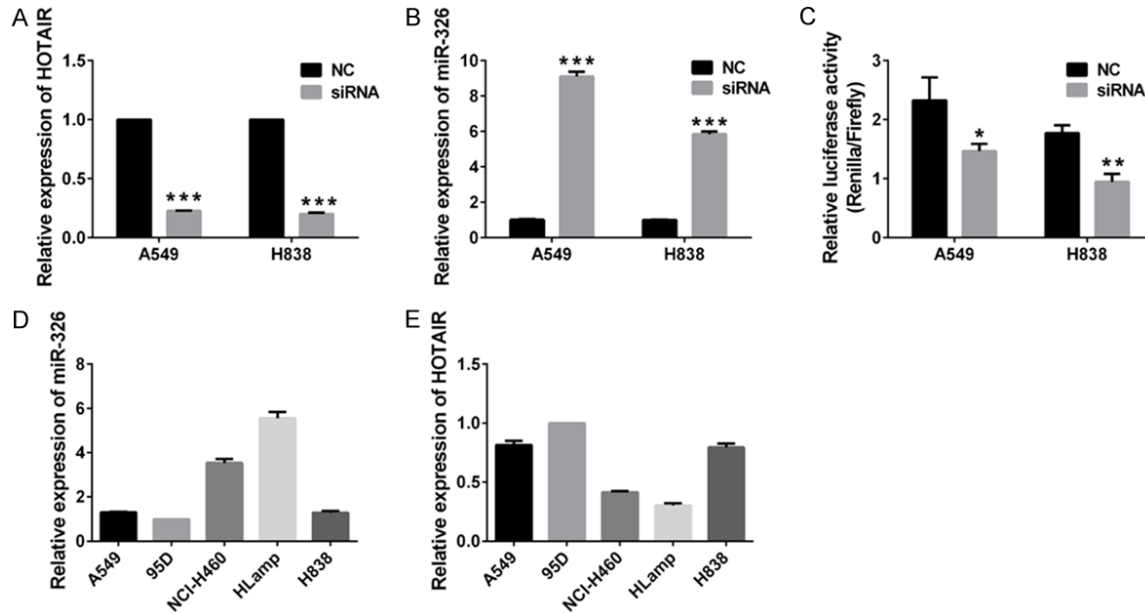 A
Relative expression of HOTAIR
1.5
1.0
0.5
0.0
NC
siRNA
***
***
A549
H838
B
Relative expression of miR-326
10
8
6
4
2
0
NC
siRNA
***
***
A549
H838
C
Relative luciferase activity
(Renilla/Firefly)
3
2
1
0
NC
siRNA
*
**
A549
H838
D
Relative expression of miR-326
8
6
4
2
0
A549
95D
NCI-H460
HLamp
H838
E
Relative expression of HOTAIR
1.5
1.0
0.5
0.0
A549
95D
NCI-H460
HLamp
H838